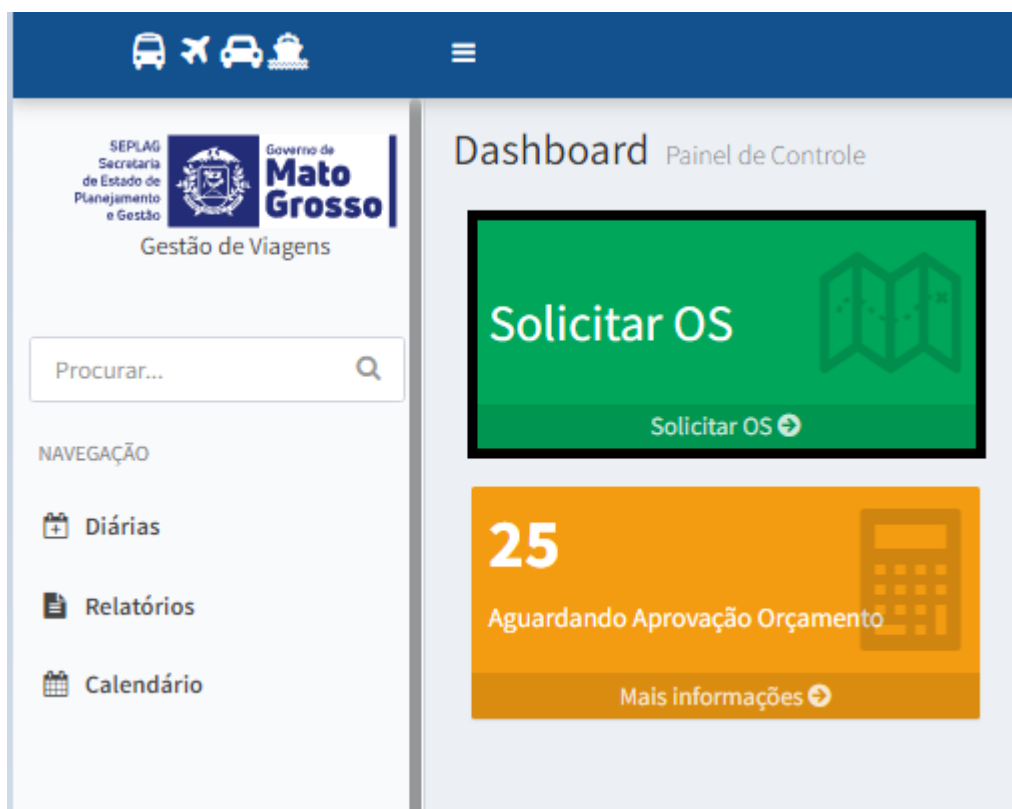 SEPLAG
Secretaria
de Estado de
Planejamento
e Gestão
Governo de
Mato
Grosso
Gestão de Viagens
Procurar...
NAVEGAÇÃO
Diárias
Relatórios
Calendário
Dashboard Painel de Controle
Solicitar OS
Solicitar OS
25
Aguardando Aprovação Orçamento
Mais informações